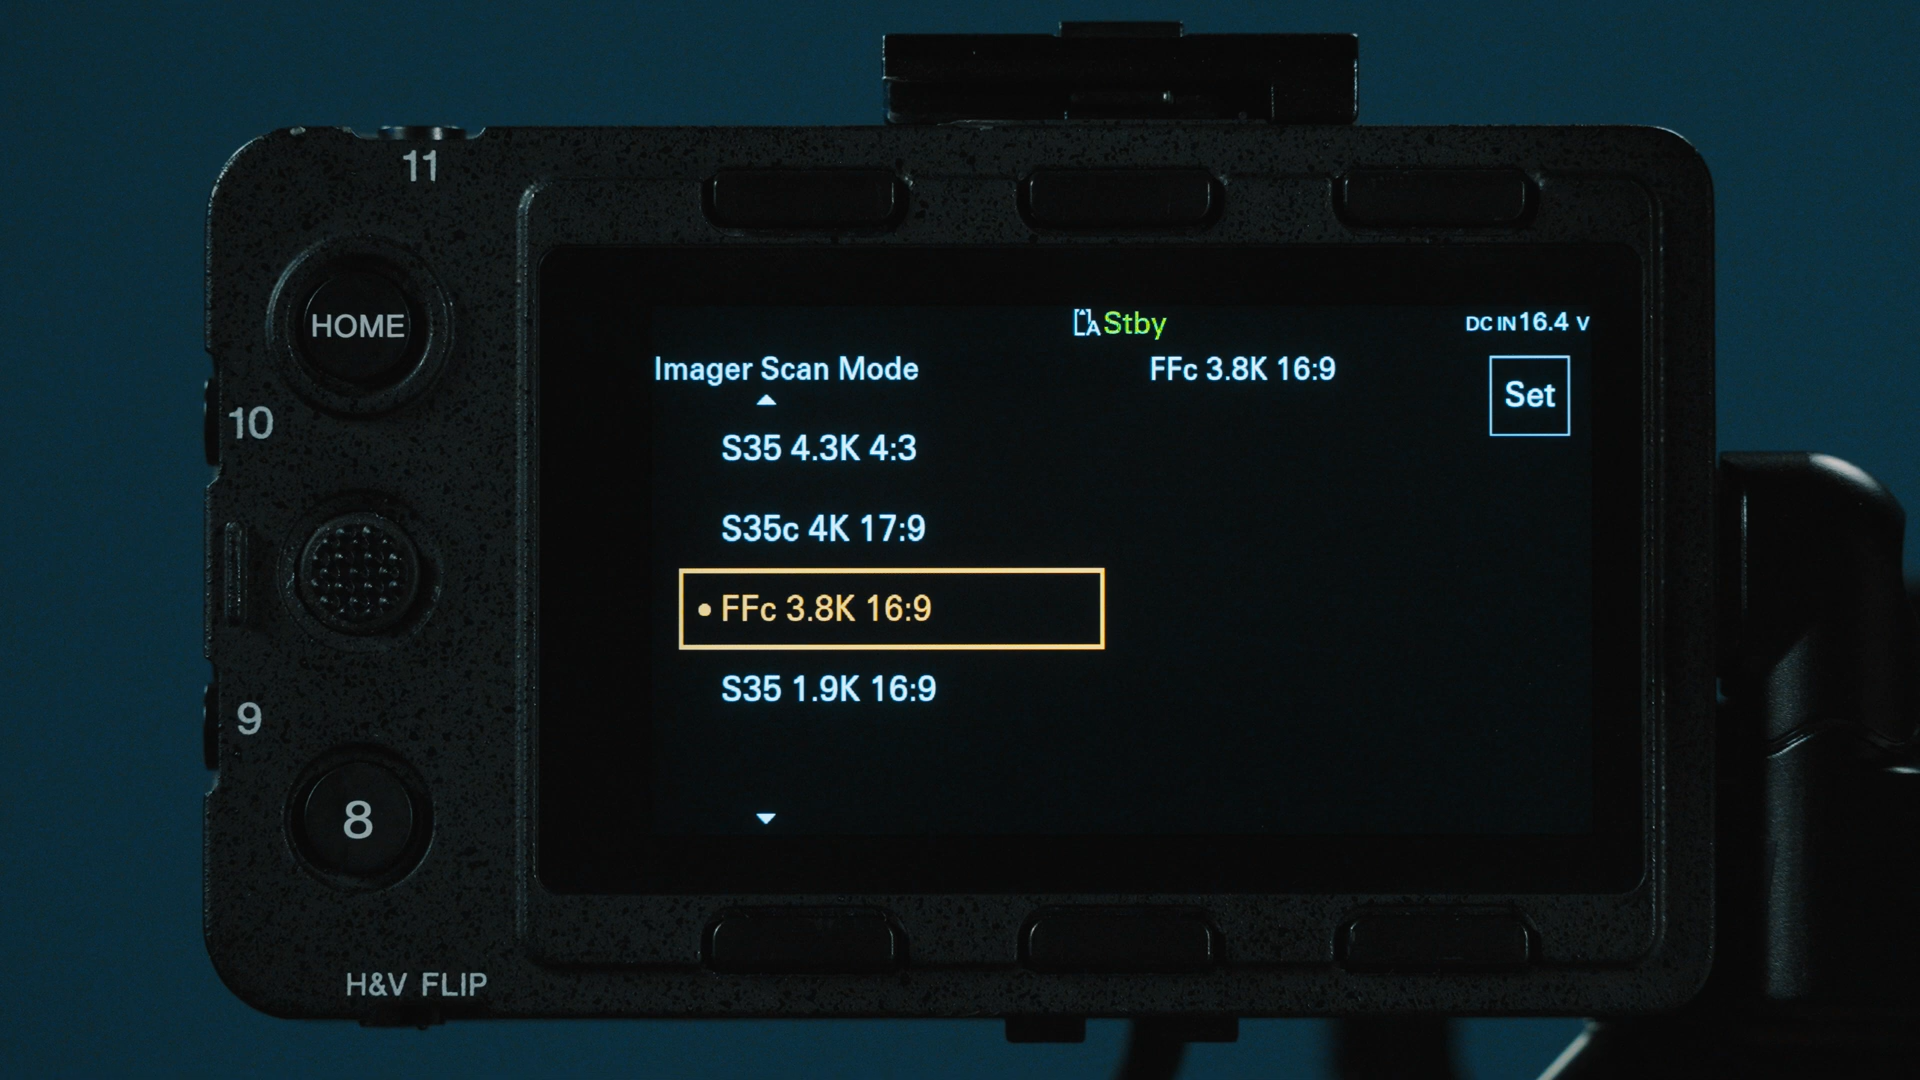 11
HOME
10
9
8
H&V FLIP
A Stby
DC IN 16.4 V
Imager Scan Mode
FFc 3.8K 16:9
Set
S35 4.3K 4:3
S35c 4K 17:9
• FFc 3.8K 16:9
S35 1.9K 16:9